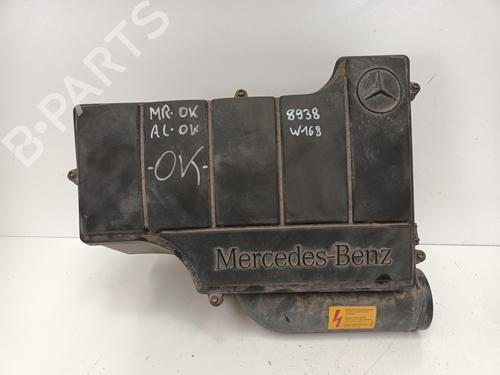 B-PARTS
MR-OK
AL-OK
-OK-
8938
W168
Mercedes-Benz